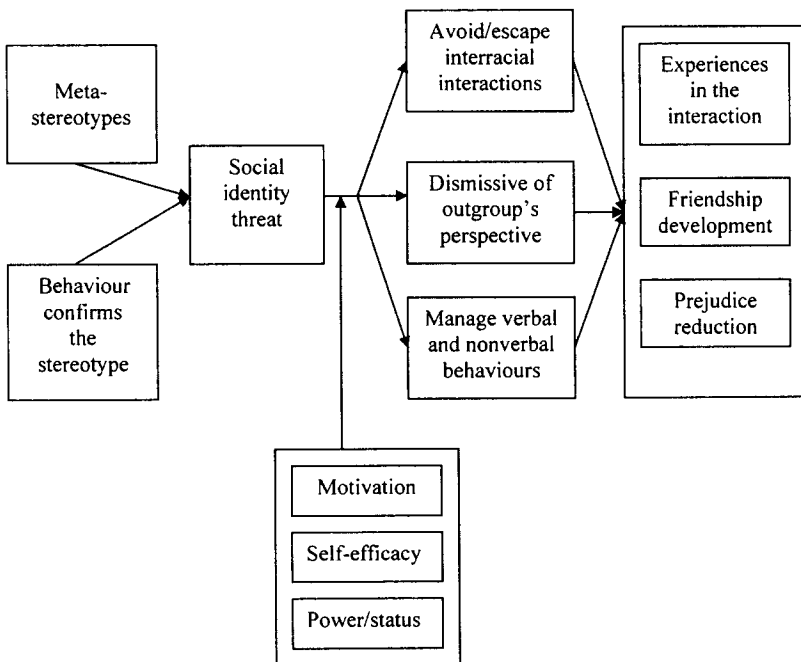 Meta-
stereotypes
Behaviour
confirms
the
stereotype
Social
identity
threat
Avoid/escape
interracial
interactions
Dismissive of
outgroup's
perspective
Manage verbal
and nonverbal
behaviours
Experiences
in the
interaction
Friendship
development
Prejudice
reduction
Motivation
Self-efficacy
Power/status